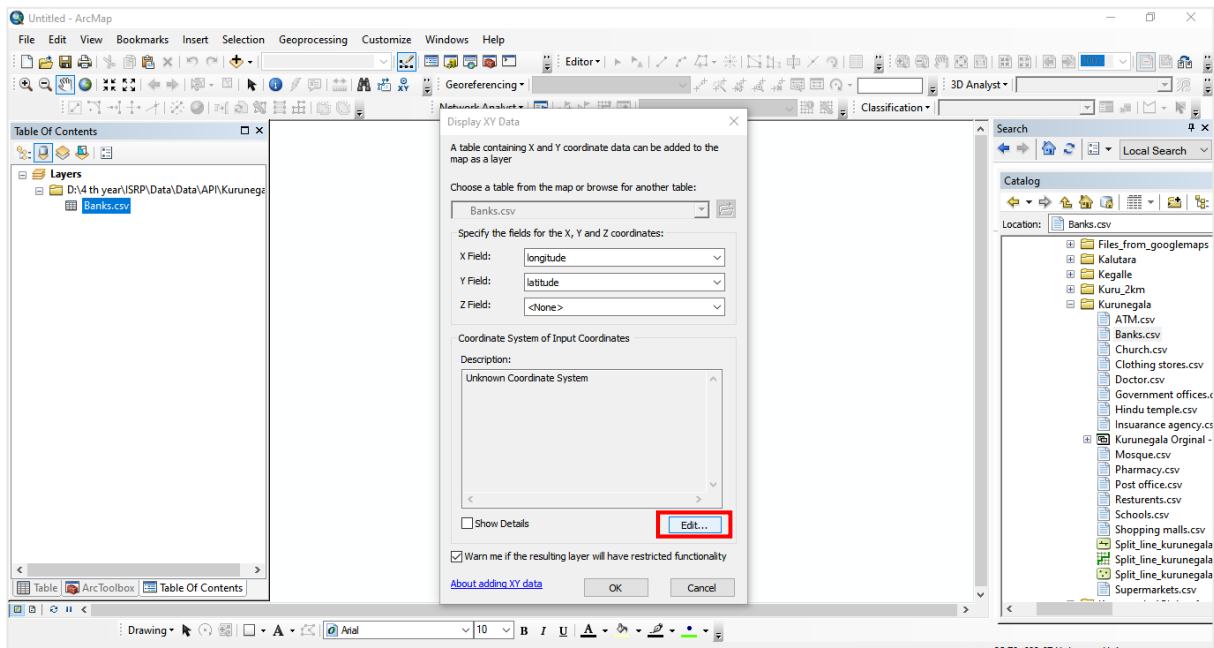 Untitled - ArcMap
File Edit View Bookmarks Insert Selection Geoprocessing Customize Windows Help
Editor
Georeferencing
3D Analyst
Network Analyst
Classification
Table Of Contents
Layers
D:\4 th year\ISRP\Data\Data\API\Kurunega
Banks.csv
Table
ArcToolbox
Table Of Contents
Display XY Data
A table containing X and Y coordinate data can be added to the
map as a layer
Choose a table from the map or browse for another table:
Banks.csv
Specify the fields for the X, Y and Z coordinates:
X Field: longitude
Y Field: latitude
Z Field: <None>
Coordinate System of Input Coordinates
Description:
Unknown Coordinate System
Show Details
Edit...
Warn me if the resulting layer will have restricted functionality
About adding XY data
OK
Cancel
Search
Local Search
Catalog
Location: Banks.csv
Files_from_googlemaps
Kalutara
Kegalle
Kuru_2km
Kurunegala
ATM.csv
Banks.csv
Church.csv
Clothing stores.csv
Doctor.csv
Government offices.c
Hindu temple.csv
Insuarance agency.cs
Kurunegala Orginal -
Mosque.csv
Pharmacy.csv
Post office.csv
Resturents.csv
Schools.csv
Shopping malls.csv
Split_line_kurunegala
Split_line_kurunegala
Split_line_kurunegala
Supermarkets.csv
Drawing A Arial 10 B I U A